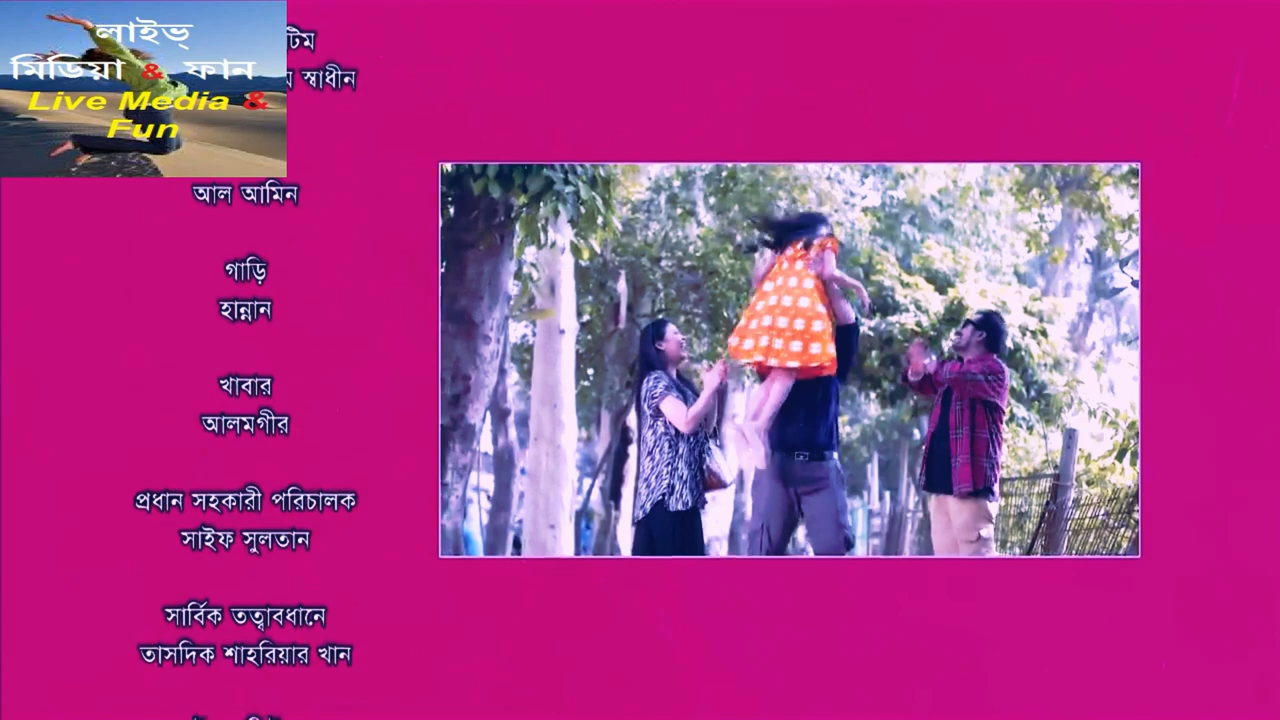 লাইভ্
মিডিয়া & ফান
Live Media &
Fun
টিম
স্বাধীন
আল আমিন
গাড়ি
হান্নান
খাবার
আলমগীর
প্রধান সহকারী পরিচালক
সাইফ সুলতান
সার্বিক তত্ত্বাবধানে
তাসদিক শাহরিয়ার খান